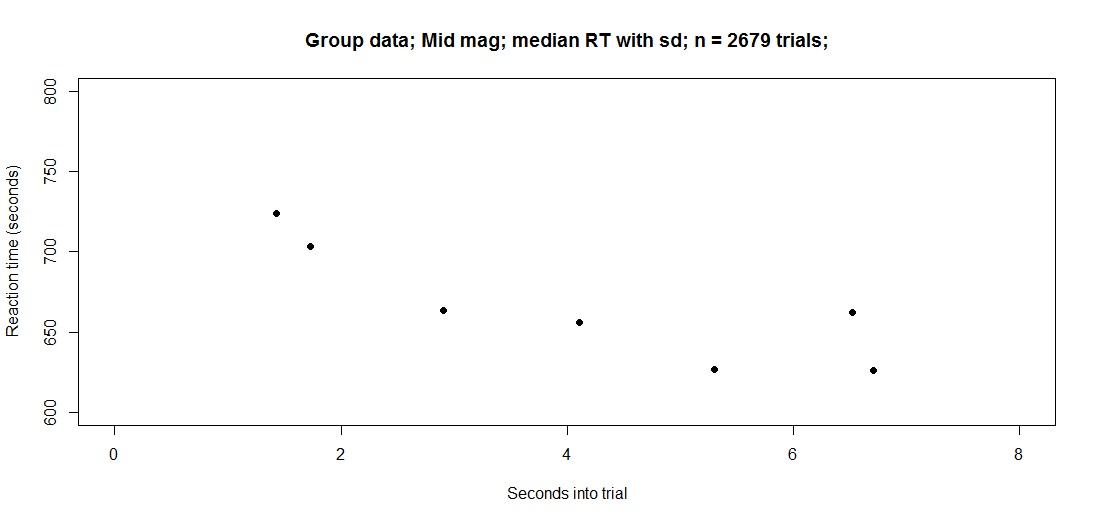 Group data; Mid mag; median RT with sd; n = 2679 trials;
Reaction time (seconds)
800
750
700
650
600
0 2 4 6 8
Seconds into trial